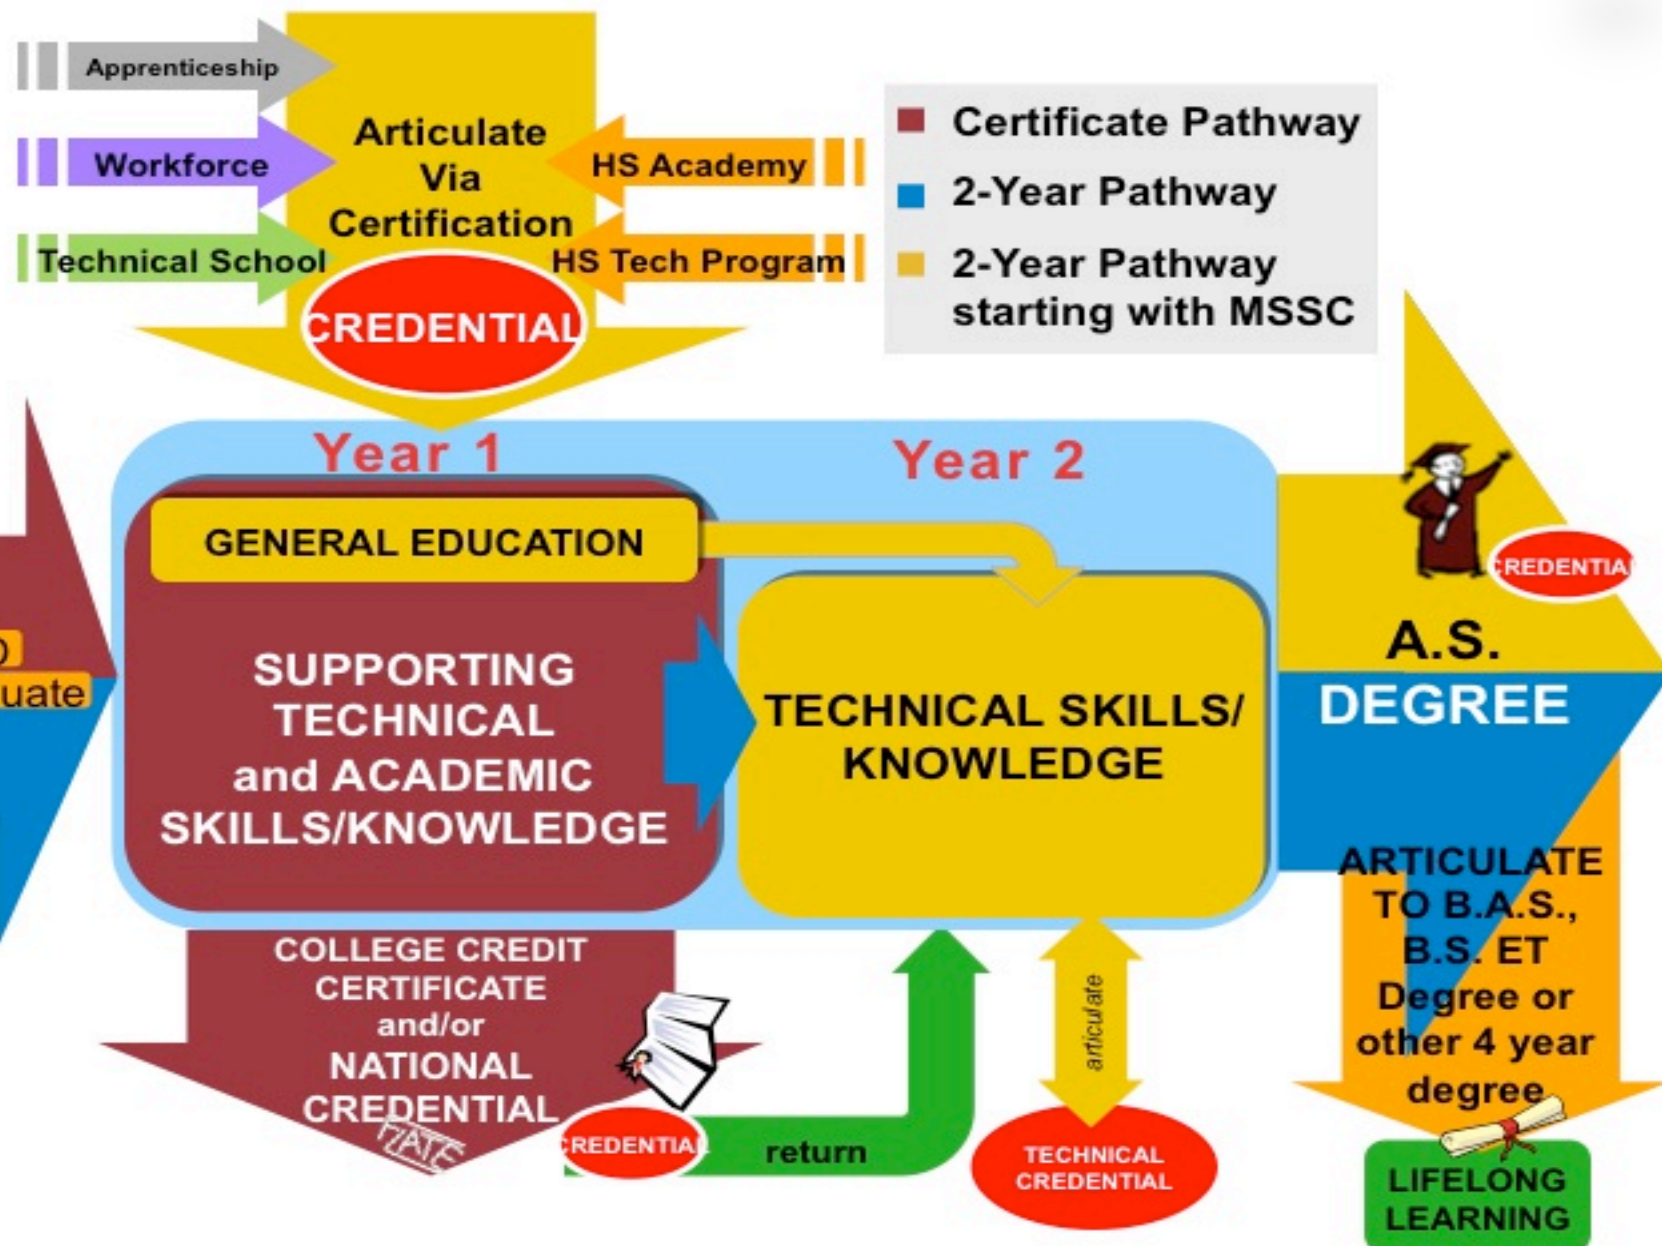 Apprenticeship
Workforce
Technical School
Articulate
Via
Certification
HS Academy
HS Tech Program
CREDENTIAL
Certificate Pathway
2-Year Pathway
2-Year Pathway
starting with MSSC
Year 1
Year 2
GENERAL EDUCATION
SUPPORTING
TECHNICAL
and ACADEMIC
SKILLS/KNOWLEDGE
TECHNICAL SKILLS/
KNOWLEDGE
uate
CREDENTIAL
A.S.
DEGREE
ARTICULATE
TO B.A.S.,
B.S. ET
Degree or
other 4 year
degree
COLLEGE CREDIT
CERTIFICATE
and/or
NATIONAL
CREDENTIAL
CREDENTIAL
return
articulate
TECHNICAL
CREDENTIAL
LIFELONG
LEARNING